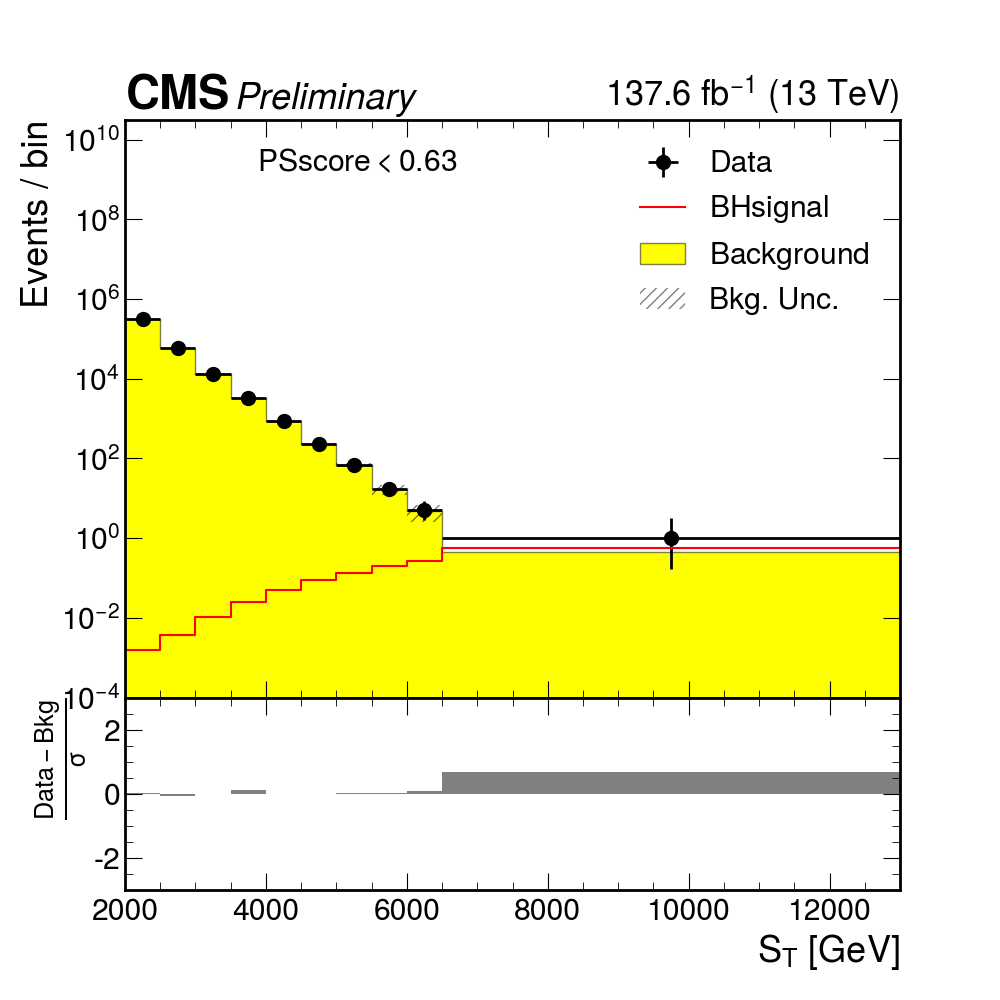 CMS Preliminary 137.6 fb⁻¹ (13 TeV)
Events / bin
10¹⁰
10⁸
10⁶
10⁴
10²
10⁰
10⁻²
10⁻⁴
PSscore < 0.63
Data
BHsignal
Background
Bkg. Unc.
Data – Bkg
σ
2
0
-2
2000 4000 6000 8000 10000 12000
S_T [GeV]